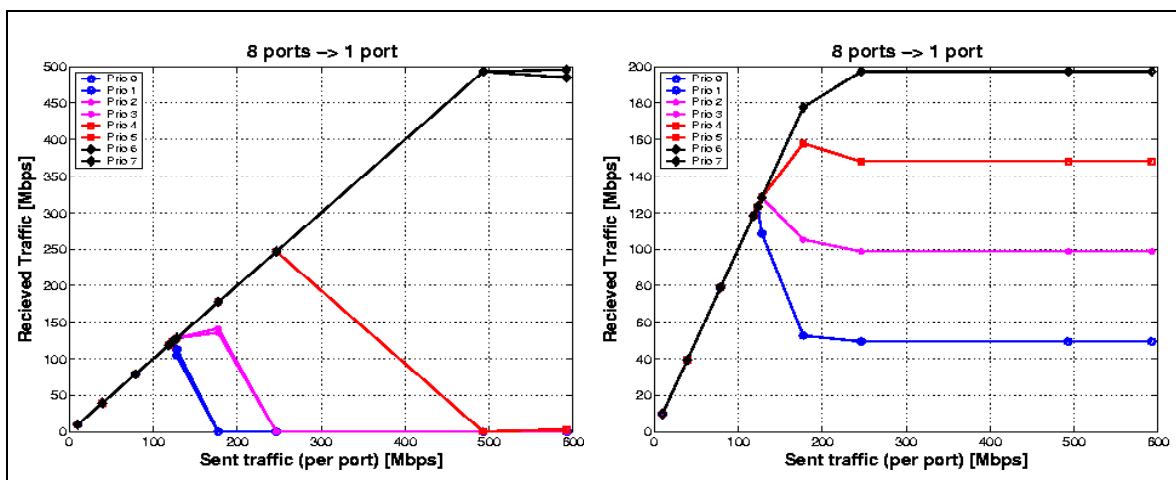 8 ports –> 1 port
500
450
400
350
300
250
200
150
100
50
0
Recieved Traffic [Mbps]
Prio 0
Prio 1
Prio 2
Prio 3
Prio 4
Prio 5
Prio 6
Prio 7
0 100 200 300 400 500 600
Sent traffic (per port) [Mbps]
8 ports –> 1 port
200
180
160
140
120
100
80
60
40
20
0
Recieved Traffic [Mbps]
Prio 0
Prio 1
Prio 2
Prio 3
Prio 4
Prio 5
Prio 6
Prio 7
0 100 200 300 400 500 600
Sent traffic (per port) [Mbps]